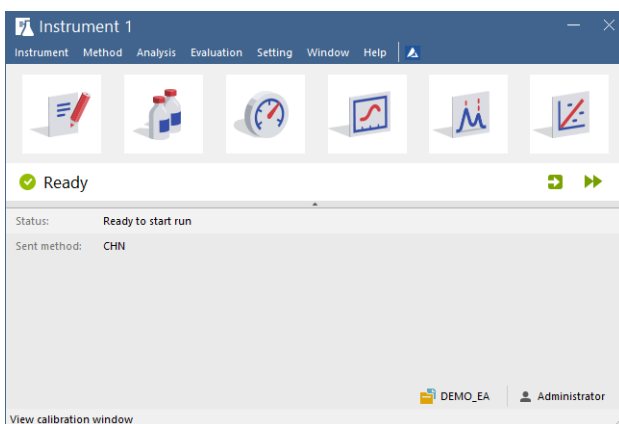 Instrument 1
Instrument Method Analysis Evaluation Setting Window Help
Ready
Status: Ready to start run
Sent method: CHN
DEMO_EA Administrator
View calibration window